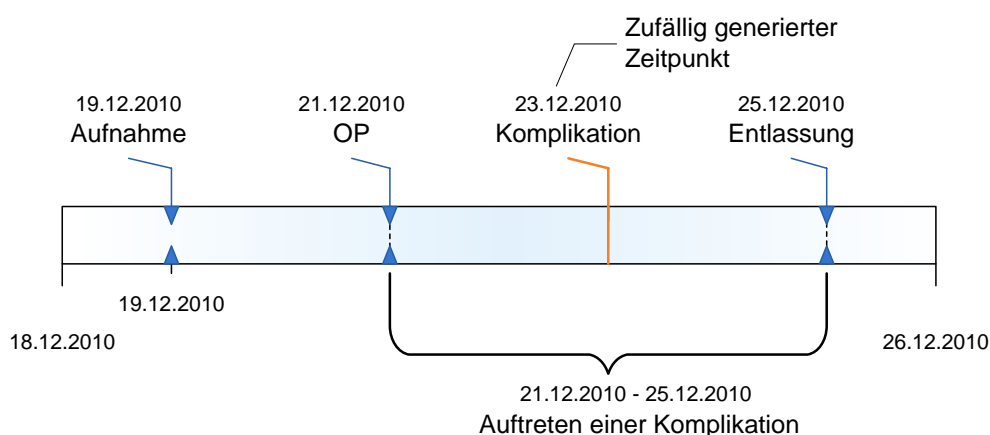 Zufällig generierter
Zeitpunkt
19.12.2010
Aufnahme
21.12.2010
OP
23.12.2010
Komplikation
25.12.2010
Entlassung
19.12.2010
18.12.2010
26.12.2010
21.12.2010 - 25.12.2010
Auftreten einer Komplikation